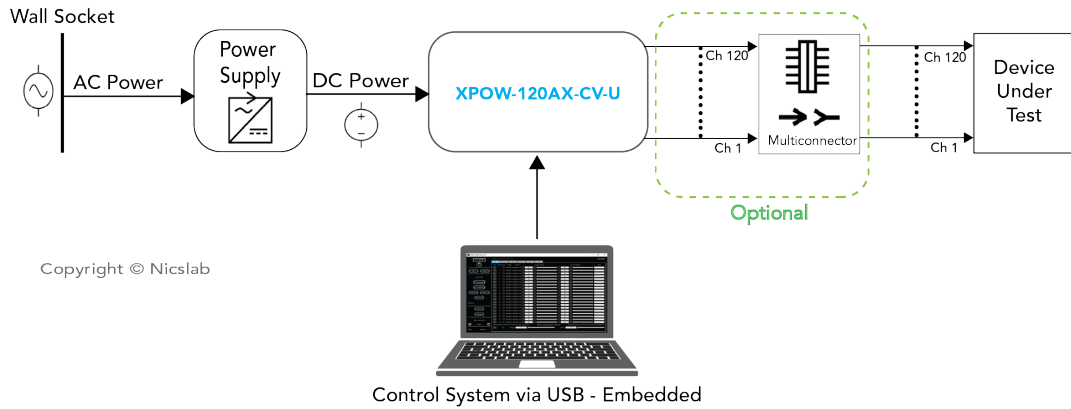 Wall Socket
AC Power
Power
Supply
DC Power
XPOW-120AX-CV-U
Ch 120
Ch 1
Multiconnector
Ch 120
Ch 1
Device
Under
Test
Optional
Copyright © Nicslab
Control System via USB - Embedded